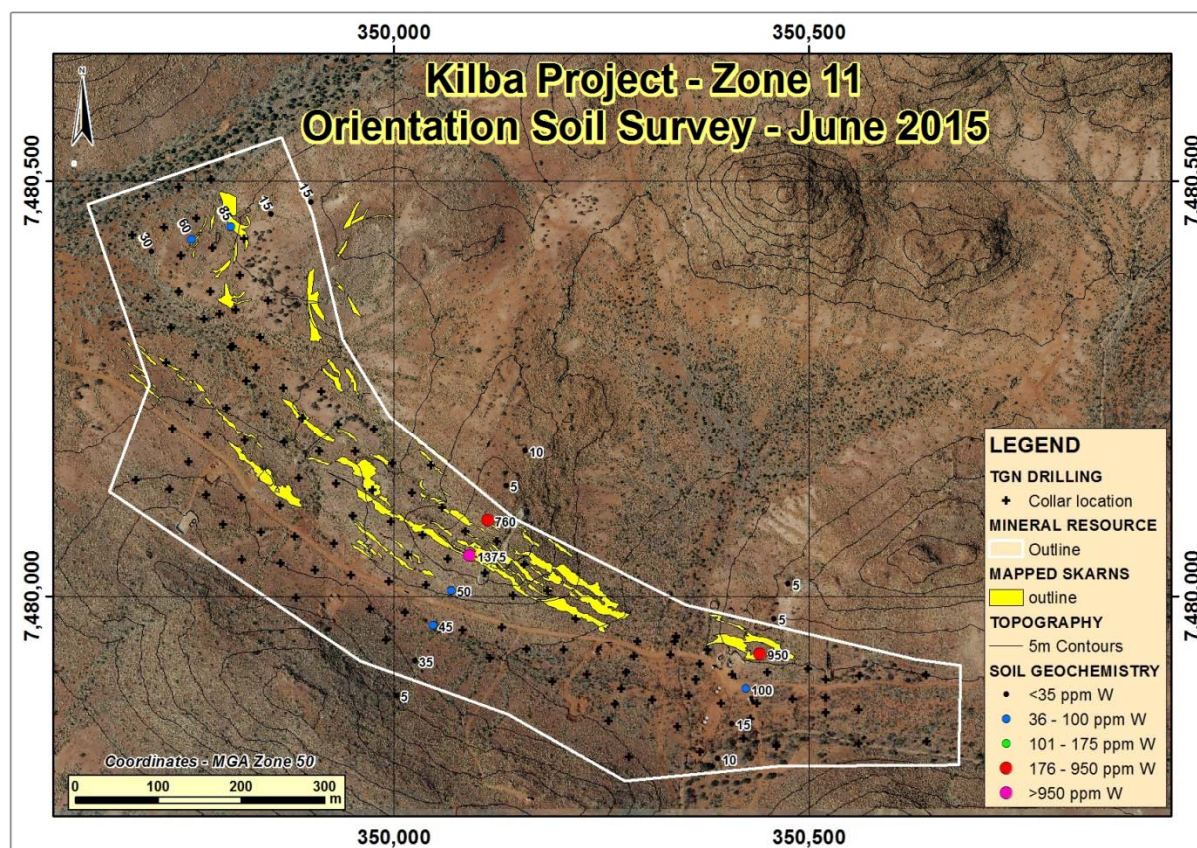 350,000
350,500
Kilba Project - Zone 11
Orientation Soil Survey - June 2015
N
7,480,500
7,480,500
15
15
85
60
30
10
5
760
1375
5
50
5
7,480,000
7,480,000
45
950
35
100
5
15
10
LEGEND
TGN DRILLING
Collar location
MINERAL RESOURCE
Outline
MAPPED SKARNS
outline
TOPOGRAPHY
5m Contours
SOIL GEOCHEMISTRY
<35 ppm W
36 - 100 ppm W
101 - 175 ppm W
176 - 950 ppm W
>950 ppm W
Coordinates - MGA Zone 50
0 100 200 300
m
350,000
350,500